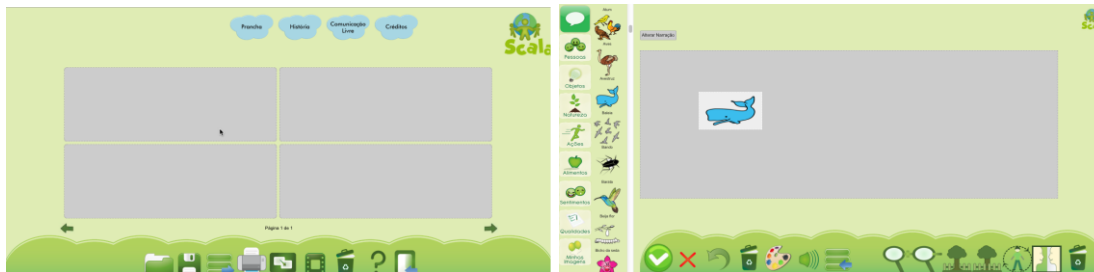 Prancha
História
Comunicação
Livre
Créditos
Scala
Página 1 de 1
Pessoas
Objetos
Natureza
Ações
Alimentos
Sentimentos
Qualidades
Minhas
Imagens
Baleia
Barata
Beija-flor
Ativar Narração